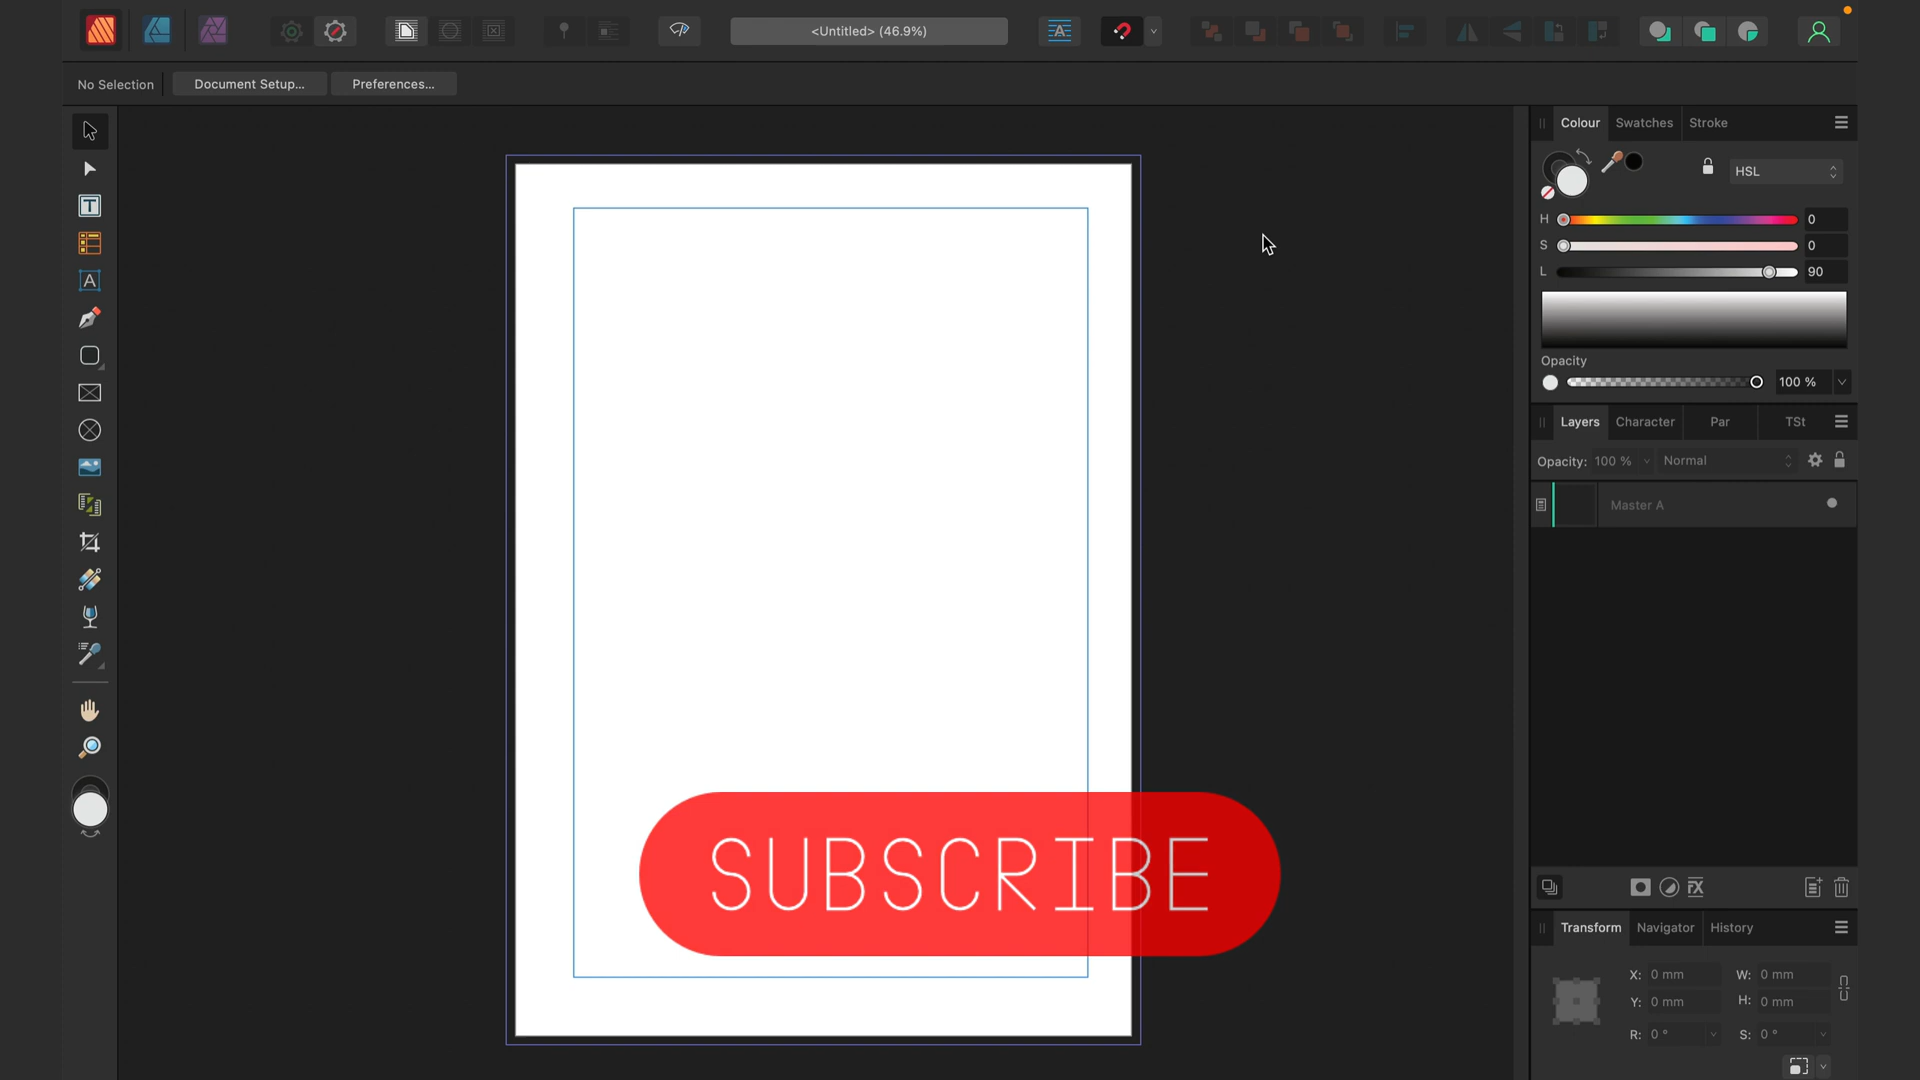 <Untitled> (46.9%)
No Selection
Document Setup...
Preferences...
Colour
Swatches
Stroke
HSL
H
0
S
0
L
90
Opacity
100 %
Layers
Character
Par
TSt
Opacity:
100 %
Normal
Master A
SUBSCRIBE
Transform
Navigator
History
X:
0 mm
W:
0 mm
Y:
0 mm
H:
0 mm
R:
0 °
S:
0 °